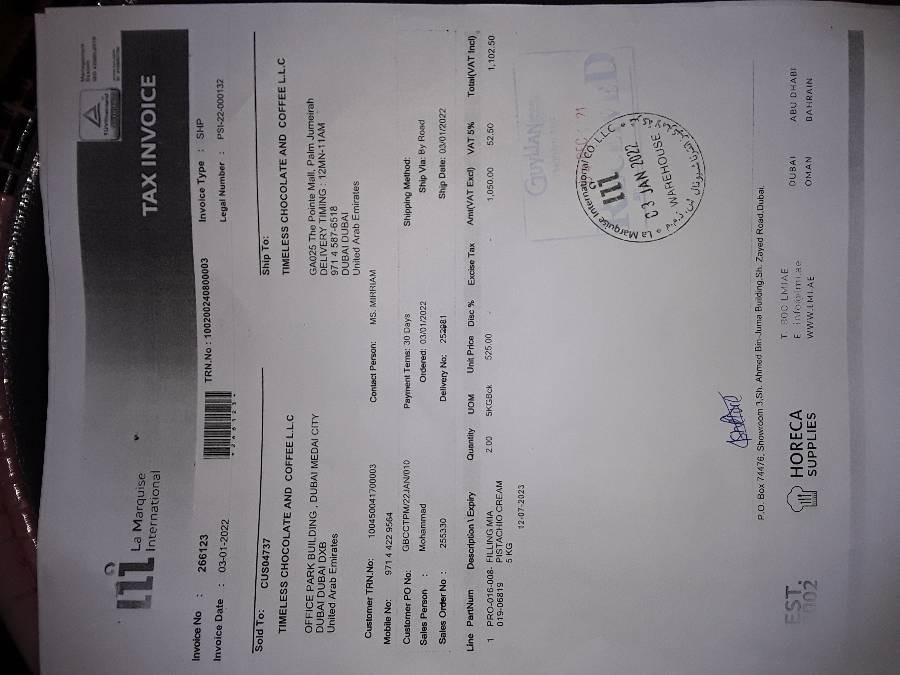 La Marquise
International
TAX INVOICE
Invoice No : 266123
TRN.No : 100200240800003
Invoice Type : SHP
Invoice Date : 03-01-2022
*266123*
Legal Number : PSI-22-000132
Sold To: CUS04737
Ship To:
TIMELESS CHOCOLATE AND COFFEE L.L.C
TIMELESS CHOCOLATE AND COFFEE L.L.C
OFFICE PARK BUILDING , DUBAI MEDAI CITY
DUBAI DUBAI DXB
United Arab Emirates
GA025 The Pointe Mall, Palm Jumeirah
DELIVERY TIMING : 12MN-11AM
971 4 587-6518
DUBAI DUBAI
United Arab Emirates
Customer TRN.No: 100450041700003
Contact Person: MS. MIRRIAM
Mobile No: 971 4 422 9564
Customer PO No: GBCCTPM/22JAN/010
Payment Tems: 30 Days
Shipping Method:
Sales Person : Mohammad
Ordered: 03/01/2022
Ship Via: By Road
Sales Order No : 255330
Delivery No: 252981
Ship Date: 03/01/2022
Line PartNum Description \ Expiry Quantity UOM Unit Price Disc % Excise Tax Amt(VAT Excl) VAT 5% Total(VAT Incl)
1 PRO-016.008- FILLING MIA 2.00 5KGBck 525.00 - - 1,050.00 52.50 1,102.50
019-06819 PISTACHIO CREAM
5 KG
12-07-2023
GuyLiAN
La Marquise International CO L.L.C
03 JAN 2022
WAREHOUSE
P.O. Box 74476, Showroom 3,Sh. Ahmed Bin Juma Building,Sh. Zayed Road,Dubai.
EST.
2002
HORECA
SUPPLIES
T 800 LMIAE
E info@lmi.ae
WWW.LMI.AE
DUBAI
OMAN
ABU DHABI
BAHRAIN